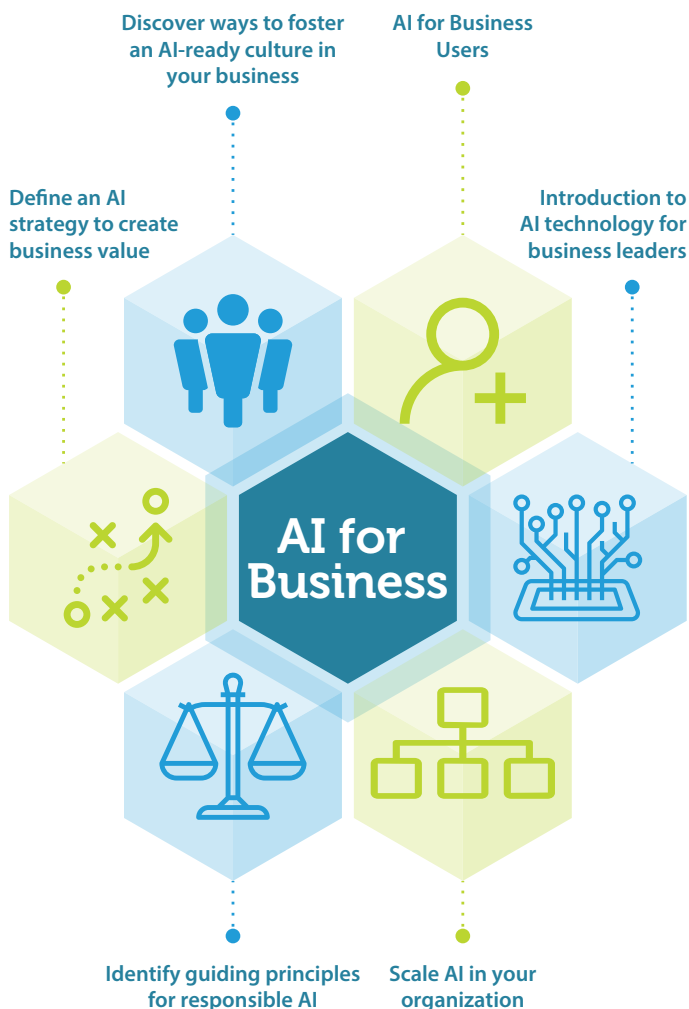 Discover ways to foster
an AI-ready culture in
your business
AI for Business
Users
Define an AI
strategy to create
business value
Introduction to
AI technology for
business leaders
AI for
Business
Identify guiding principles
for responsible AI
Scale AI in your
organization